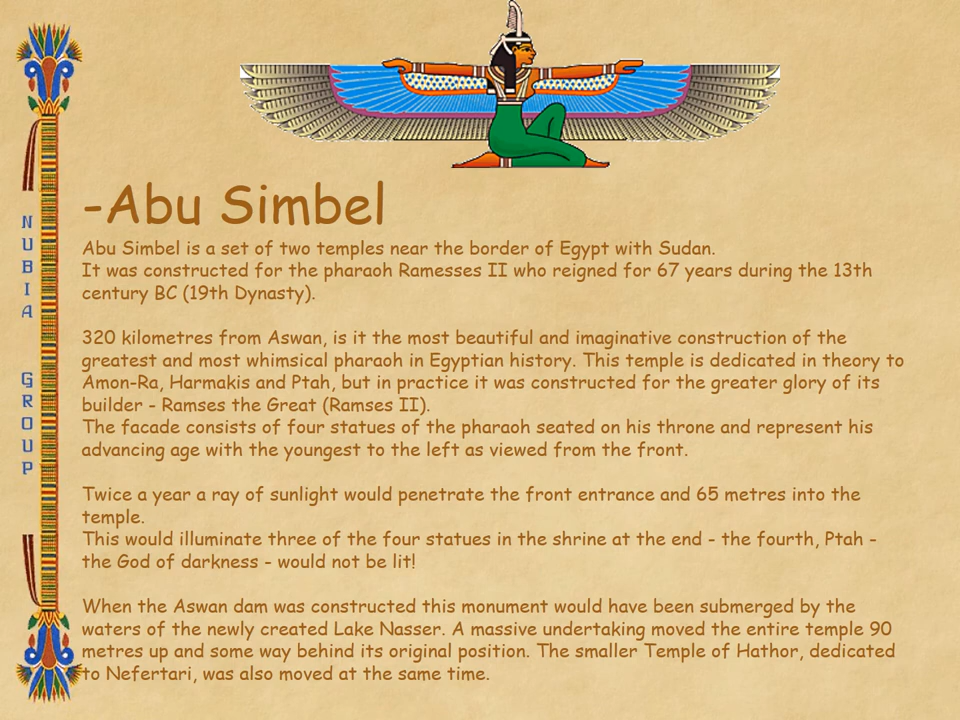 -Abu Simbel
Abu Simbel is a set of two temples near the border of Egypt with Sudan.
It was constructed for the pharaoh Ramesses II who reigned for 67 years during the 13th
century BC (19th Dynasty).
320 kilometres from Aswan, is it the most beautiful and imaginative construction of the
greatest and most whimsical pharaoh in Egyptian history. This temple is dedicated in theory to
Amon-Ra, Harmakis and Ptah, but in practice it was constructed for the greater glory of its
builder - Ramses the Great (Ramses II).
The facade consists of four statues of the pharaoh seated on his throne and represent his
advancing age with the youngest to the left as viewed from the front.
Twice a year a ray of sunlight would penetrate the front entrance and 65 metres into the
temple.
This would illuminate three of the four statues in the shrine at the end - the fourth, Ptah -
the God of darkness - would not be lit!
When the Aswan dam was constructed this monument would have been submerged by the
waters of the newly created Lake Nasser. A massive undertaking moved the entire temple 90
metres up and some way behind its original position. The smaller Temple of Hathor, dedicated
to Nefertari, was also moved at the same time.
NUBIA GROUP